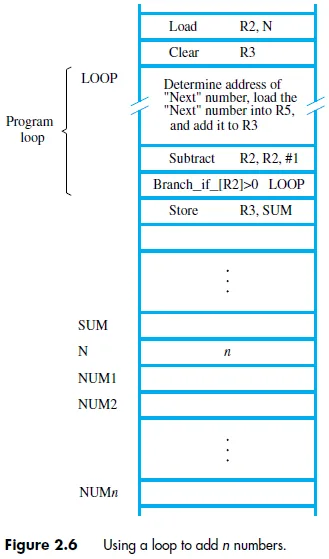 Load R2, N
Clear R3
LOOP
Determine address of
"Next" number, load the
"Next" number into R5,
and add it to R3
Program
loop
Subtract R2, R2, #1
Branch_if_[R2]>0 LOOP
Store R3, SUM
SUM
N n
NUM1
NUM2
NUMn
Figure 2.6 Using a loop to add n numbers.